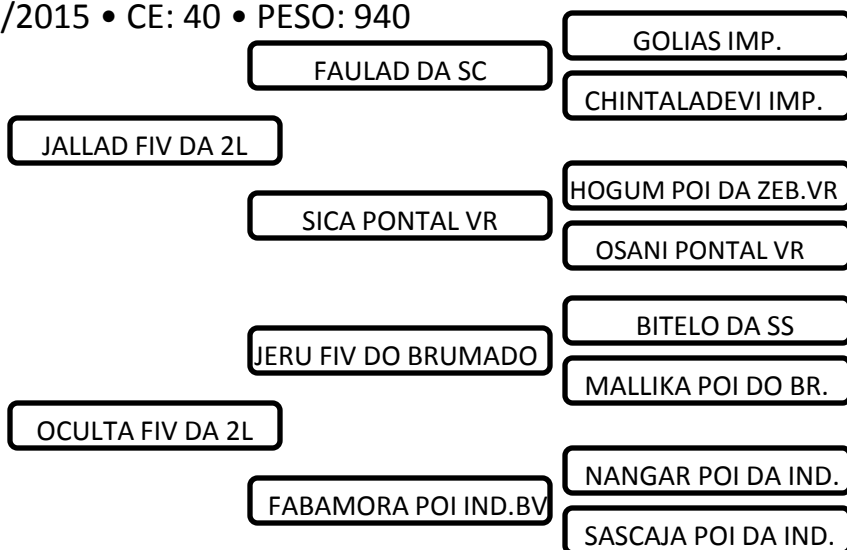 /2015 • CE: 40 • PESO: 940
GOLIAS IMP.
FAULAD DA SC
CHINTALADEVI IMP.
JALLAD FIV DA 2L
HOGUM POI DA ZEB.VR
SICA PONTAL VR
OSANI PONTAL VR
BITELO DA SS
JERU FIV DO BRUMADO
MALLIKA POI DO BR.
OCULTA FIV DA 2L
NANGAR POI DA IND.
FABAMORA POI IND.BV
SASCAJA POI DA IND.